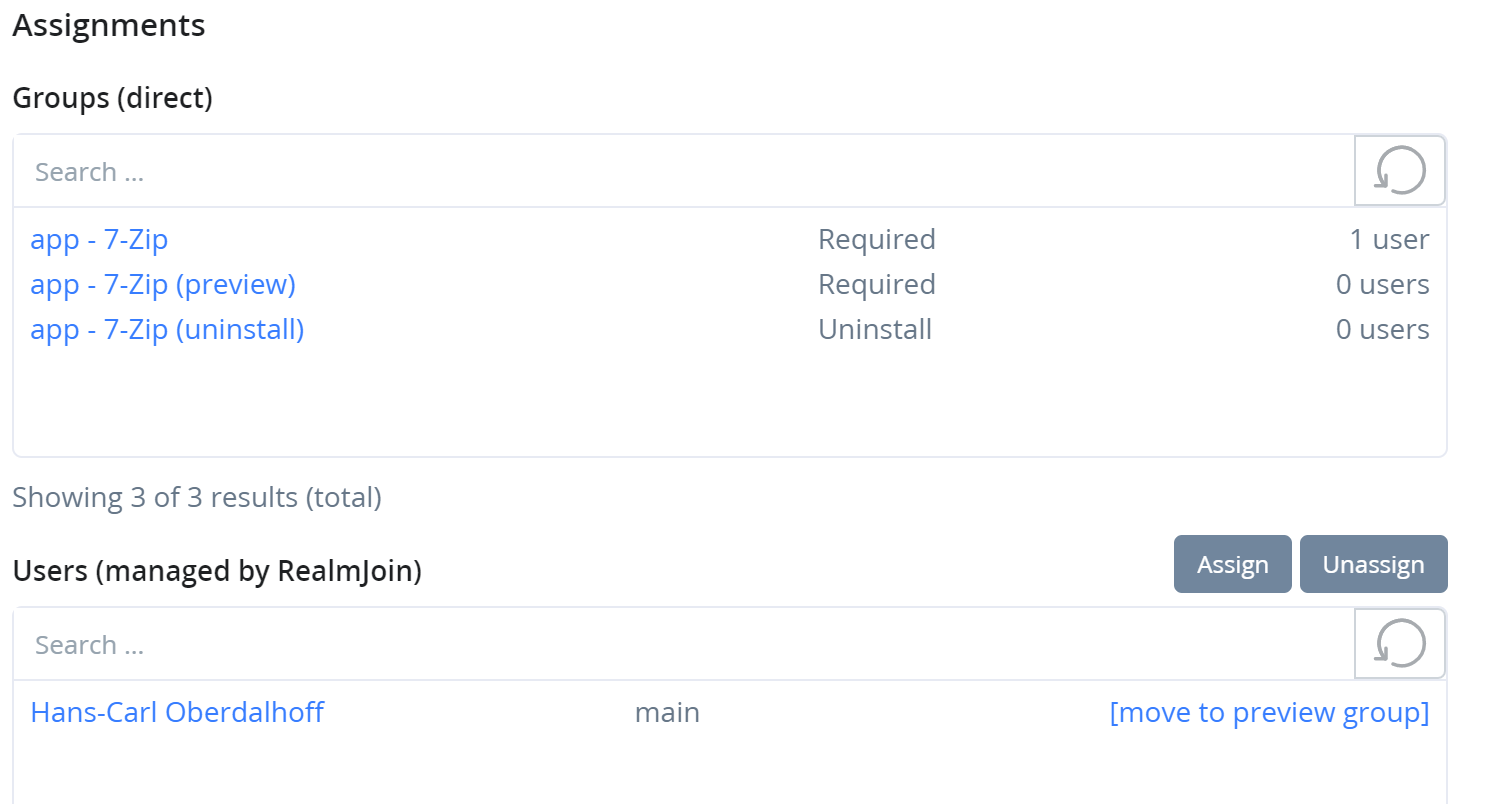 Assignments
Groups (direct)
Search ...
app - 7-Zip Required 1 user
app - 7-Zip (preview) Required 0 users
app - 7-Zip (uninstall) Uninstall 0 users
Showing 3 of 3 results (total)
Users (managed by RealmJoin) Assign Unassign
Search ...
Hans-Carl Oberdalhoff main [move to preview group]